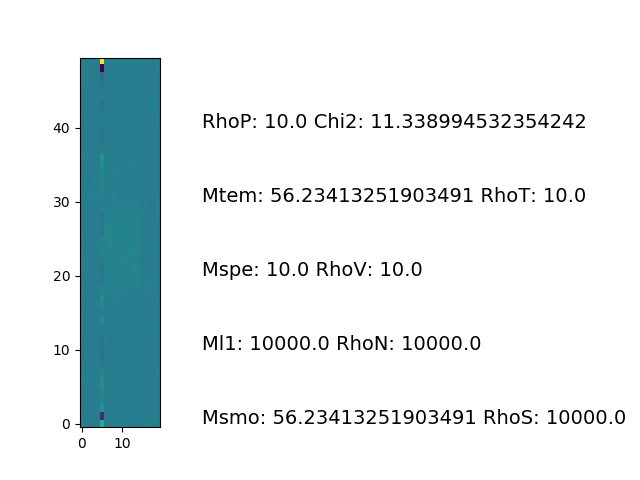 RhoP: 10.0 Chi2: 11.338994532354242
40
Mtem: 56.23413251903491 RhoT: 10.0
30
Mspe: 10.0 RhoV: 10.0
20
Ml1: 10000.0 RhoN: 10000.0
10
Msmo: 56.23413251903491 RhoS: 10000.0
0
0 10